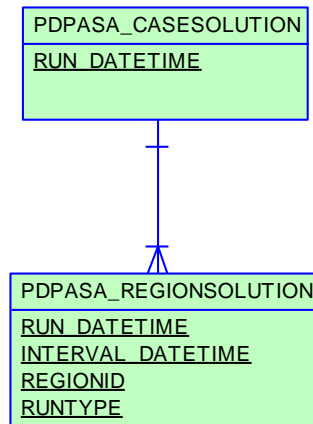 PDPASA_CASESOLUTION
RUN_DATETIME
PDPASA_REGIONSOLUTION
RUN_DATETIME
INTERVAL_DATETIME
REGIONID
RUNTYPE